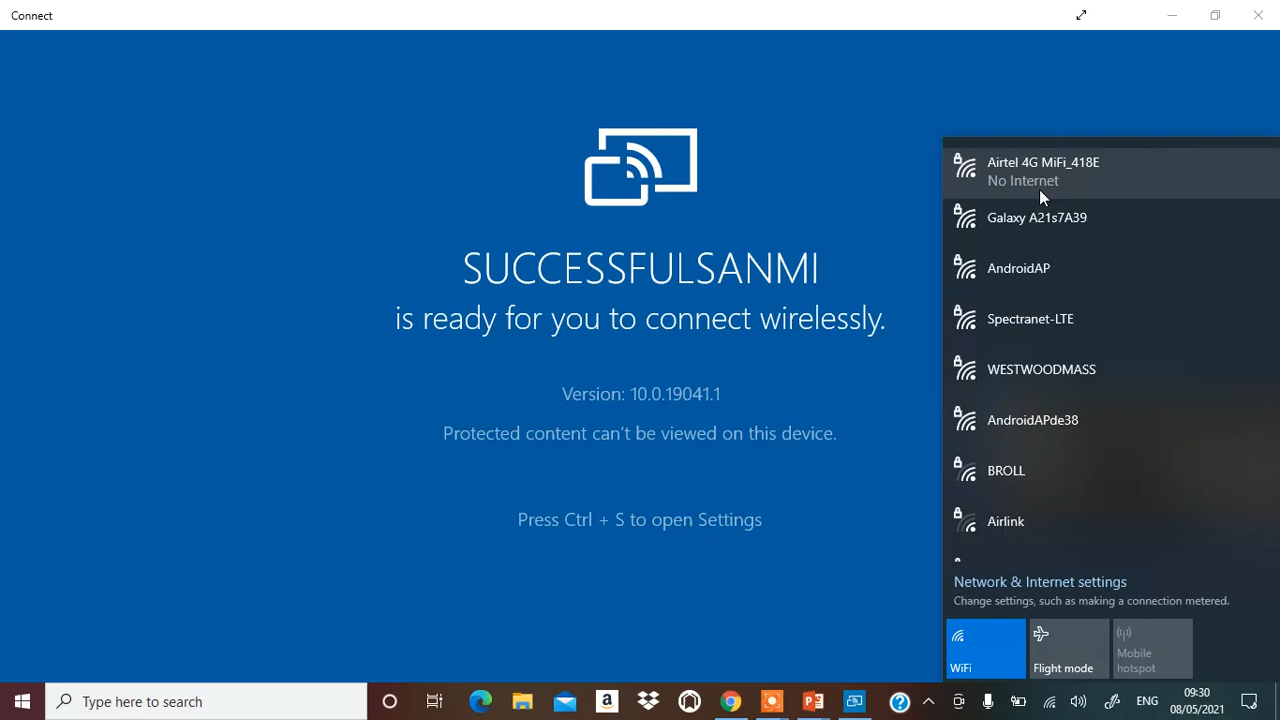 Connect
SUCCESSFULSANMI
is ready for you to connect wirelessly.
Version: 10.0.19041.1
Protected content can't be viewed on this device.
Press Ctrl + S to open Settings
Airtel 4G MiFi_418E
No Internet
Galaxy A21s7A39
AndroidAP
Spectranet-LTE
WESTWOODMASS
AndroidAPde38
BROLL
Airlink
Network & Internet settings
Change settings, such as making a connection metered.
WiFi
Flight mode
Mobile
hotspot
Type here to search
ENG
09:30
08/05/2021